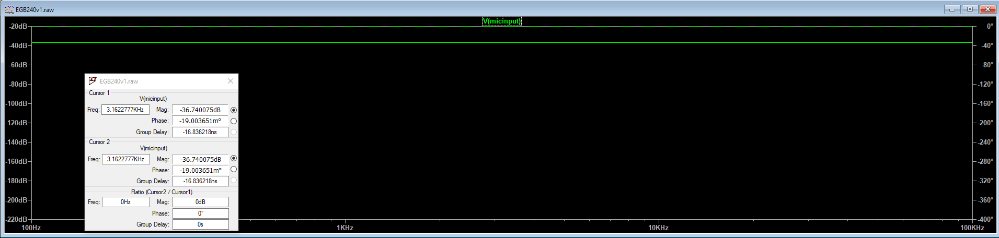 EGB240v1.raw
V(micinput)
-20dB
-40dB
-60dB
-80dB
-100dB
-120dB
-140dB
-160dB
-180dB
-200dB
-220dB
0°
-40°
-80°
-120°
-160°
-200°
-240°
-280°
-320°
-360°
-400°
100Hz
1KHz
10KHz
100KHz
EGB240v1.raw
Cursor 1
V(micinput)
Freq: 3.1622777KHz Mag: -36.740075dB
Phase: -19.003651m°
Group Delay: -16.836218ns
Cursor 2
V(micinput)
Freq: 3.1622777KHz Mag: -36.740075dB
Phase: -19.003651m°
Group Delay: -16.836218ns
Ratio (Cursor2 / Cursor1)
Freq: 0Hz Mag: 0dB
Phase: 0°
Group Delay: 0s